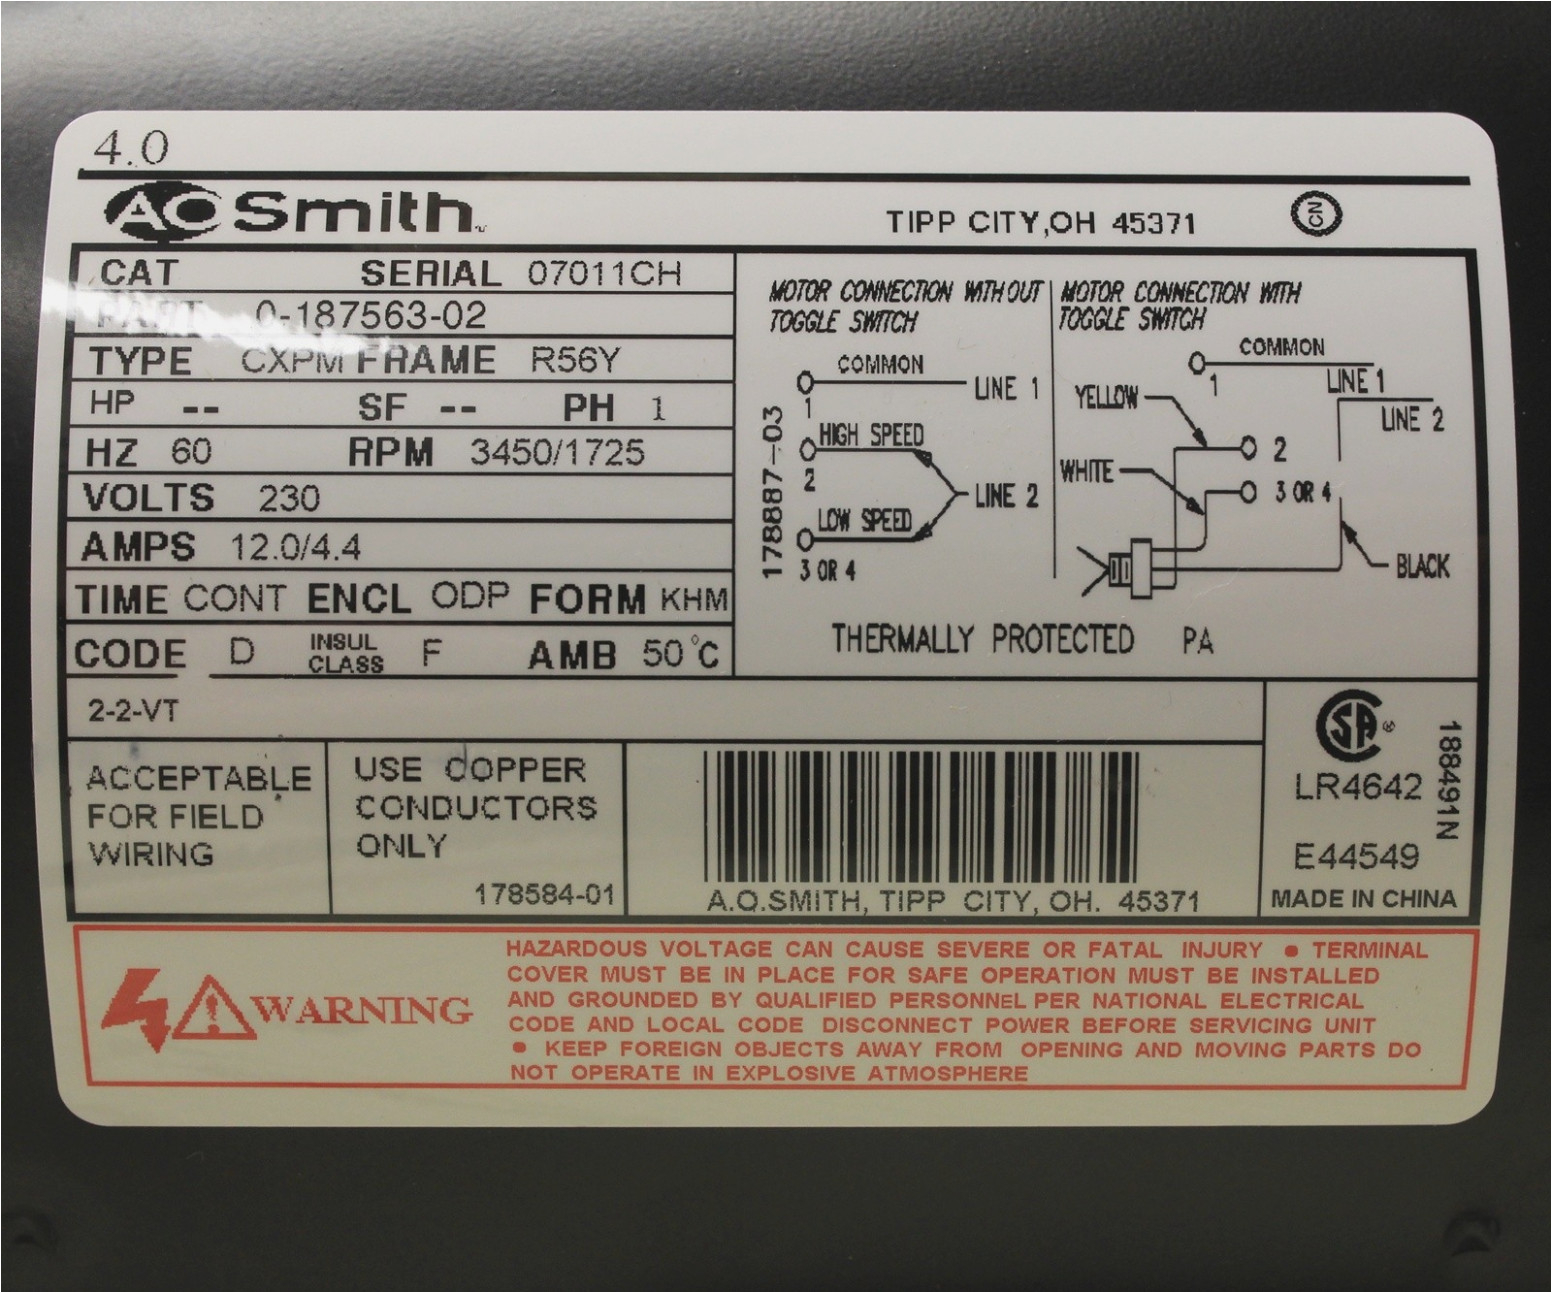 4.0
AO Smith
TIPP CITY,OH 45371
CN
CAT SERIAL 07011CH
PART 0-187563-02
TYPE CXPM FRAME R56Y
HP -- SF -- PH 1
HZ 60 RPM 3450/1725
VOLTS 230
AMPS 12.0/4.4
TIME CONT ENCL ODP FORM KHM
CODE D INSUL CLASS F AMB 50°C
178887-03
MOTOR CONNECTION WITHOUT
TOGGLE SWITCH
COMMON
1
LINE 1
HIGH SPEED
2
LINE 2
LOW SPEED
3 OR 4
MOTOR CONNECTION WITH
TOGGLE SWITCH
COMMON
1
LINE 1
LINE 2
YELLOW
2
WHITE
3 OR 4
BLACK
THERMALLY PROTECTED PA
2-2-VT
ACCEPTABLE
FOR FIELD
WIRING
USE COPPER
CONDUCTORS
ONLY
178584-01
A.O.SMITH, TIPP CITY, OH. 45371
SA®
LR4642
E44549
188491N
MADE IN CHINA
WARNING
HAZARDOUS VOLTAGE CAN CAUSE SEVERE OR FATAL INJURY • TERMINAL
COVER MUST BE IN PLACE FOR SAFE OPERATION MUST BE INSTALLED
AND GROUNDED BY QUALIFIED PERSONNEL PER NATIONAL ELECTRICAL
CODE AND LOCAL CODE DISCONNECT POWER BEFORE SERVICING UNIT
• KEEP FOREIGN OBJECTS AWAY FROM OPENING AND MOVING PARTS DO
NOT OPERATE IN EXPLOSIVE ATMOSPHERE